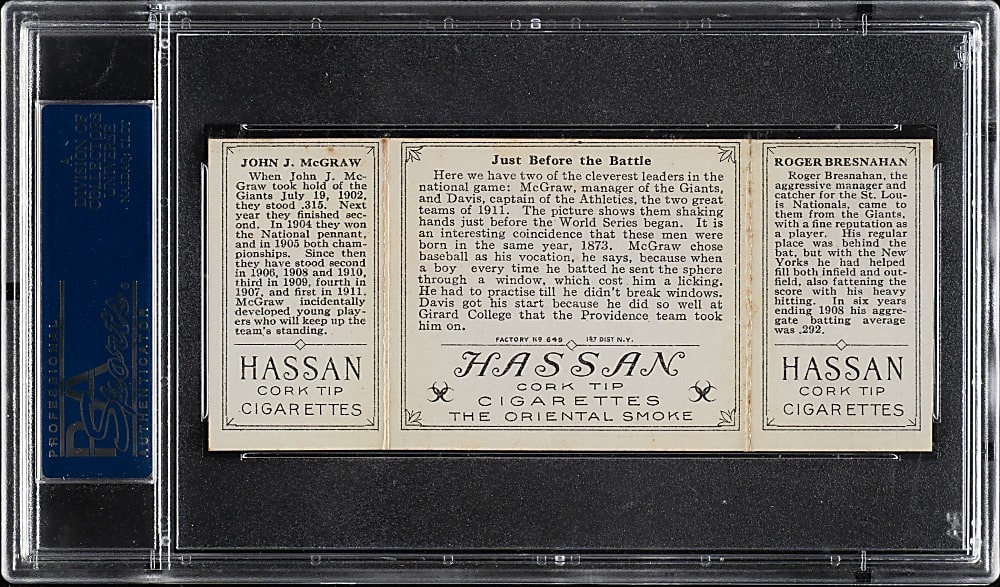 A
DIVISION OF
COLLECTORS
UNIVERSE
NASDAQ: CLCT
PROFESSIONAL
PSA
Sports
AUTHENTICATOR
JOHN J. McGRAW
When John J. Mc-
Graw took hold of the
Giants July 19, 1902,
they stood .315. Next
year they finished sec-
ond. In 1904 they won
the National pennant,
and in 1905 both cham-
pionships. Since then
they have stood second
in 1906, 1908 and 1910,
third in 1909, fourth in
1907, and first in 1911.
McGraw incidentally
developed young play-
ers who will keep up the
team's standing.
HASSAN
CORK TIP
CIGARETTES
Just Before the Battle
Here we have two of the cleverest leaders in the
national game: McGraw, manager of the Giants,
and Davis, captain of the Athletics, the two great
teams of 1911. The picture shows them shaking
hands just before the World Series began. It is
an interesting coincidence that these men were
born in the same year, 1873. McGraw chose
baseball as his vocation, he says, because when
a boy every time he batted he sent the sphere
through a window, which cost him a licking.
He had to practise till he didn't break windows.
Davis got his start because he did so well at
Girard College that the Providence team took
him on.
FACTORY No 649 1st DIST N.Y.
HASSAN
CORK TIP
CIGARETTES
THE ORIENTAL SMOKE
ROGER BRESNAHAN
Roger Bresnahan, the
aggressive manager and
catcher for the St. Lou-
is Nationals, came to
them from the Giants,
with a fine reputation as
a player. His regular
place was behind the
bat, but with the New
Yorks he had helped
fill both infield and out-
field, also fattening the
score with his heavy
hitting. In six years
ending 1908 his aggre-
gate batting average
was .292.
HASSAN
CORK TIP
CIGARETTES